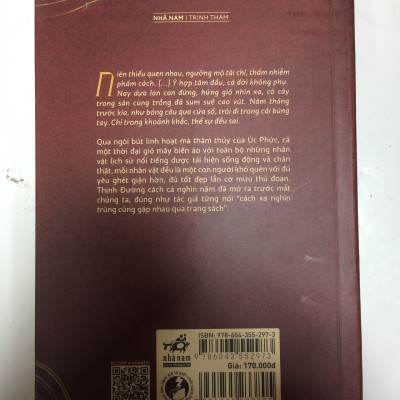 NHÃ NAM | TRINH THÁM
Niên thiếu quen nhau, ngưỡng mộ tài chí, thấm nhiễm
phẩm cách. [...] Ý hợp tâm đầu, cả đời không phụ.
Nay dựa lan can đứng, hứng gió nhìn xa, cỏ cây
trong sân cùng trồng đã sum suê cao vút. Năm tháng
trước kia, như bóng câu qua cửa sổ, trôi đi trong cái búng
tay. Chỉ trong khoảnh khắc, thế sự đều sai.
Qua ngòi bút linh hoạt mà thâm thúy của Úc Phức, cả
một thời đại gió mây biến ảo với toàn bộ những nhân
vật lịch sử nổi tiếng được tái hiện sống động và chân
thật, mỗi nhân vật đều là một con người khó quên với đủ
yêu ghét giận hờn, đủ tốt đẹp lẫn cơ mưu thủ đoạn.
Thịnh Đường cách cả nghìn năm đã mở ra trước mắt
chúng ta, đúng như tác giả từng nói “cách xa nghìn
trùng cũng gặp nhau qua trang sách”.
nhã nam
ISBN: 978-604-355-297-3
9 786043 552973
Giá: 170.000đ